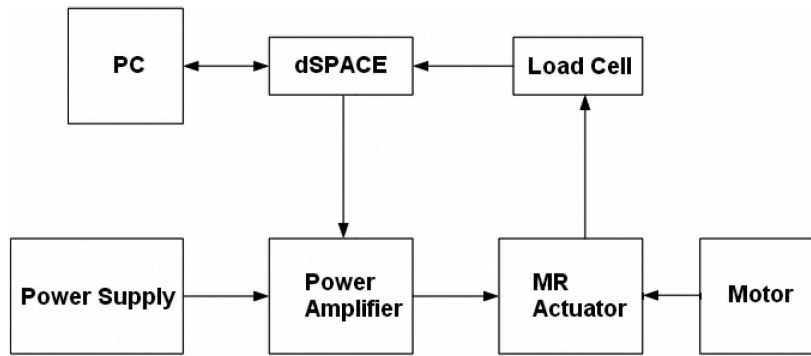 PC
dSPACE
Load Cell
Power Supply
Power
Amplifier
MR
Actuator
Motor